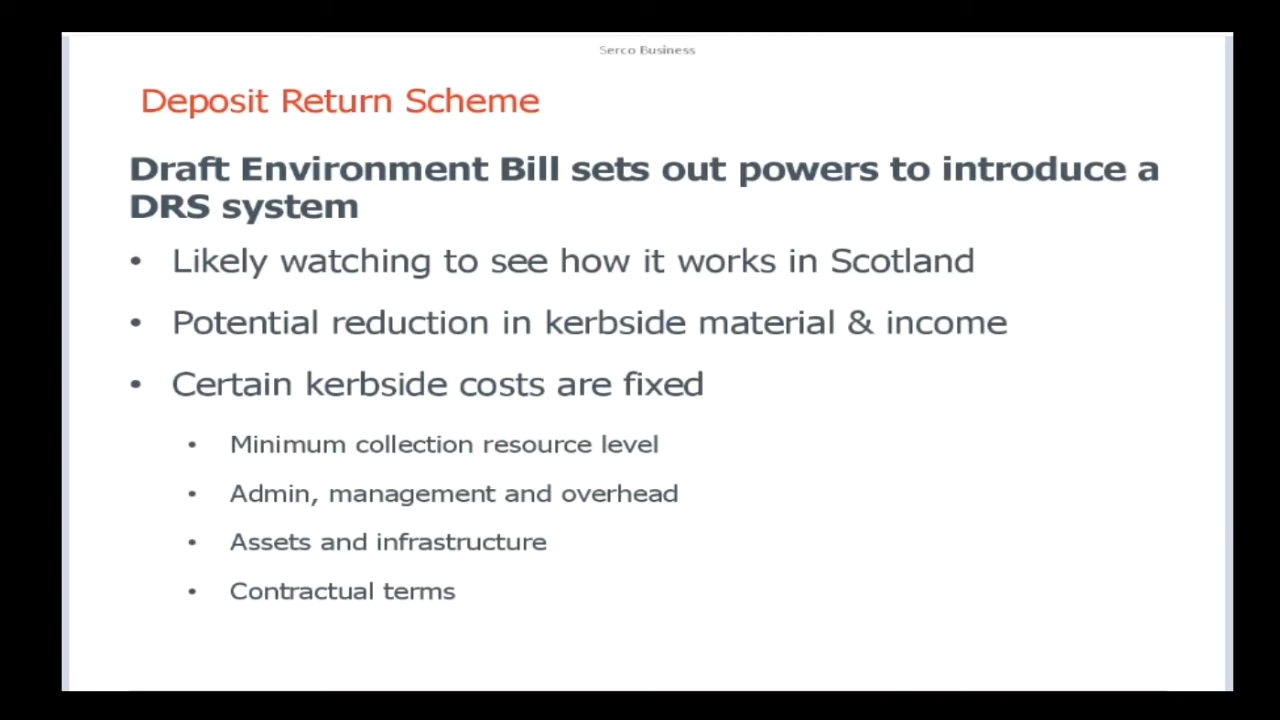 Serco Business
Deposit Return Scheme
Draft Environment Bill sets out powers to introduce a
DRS system
• Likely watching to see how it works in Scotland
• Potential reduction in kerbside material & income
• Certain kerbside costs are fixed
• Minimum collection resource level
• Admin, management and overhead
• Assets and infrastructure
• Contractual terms